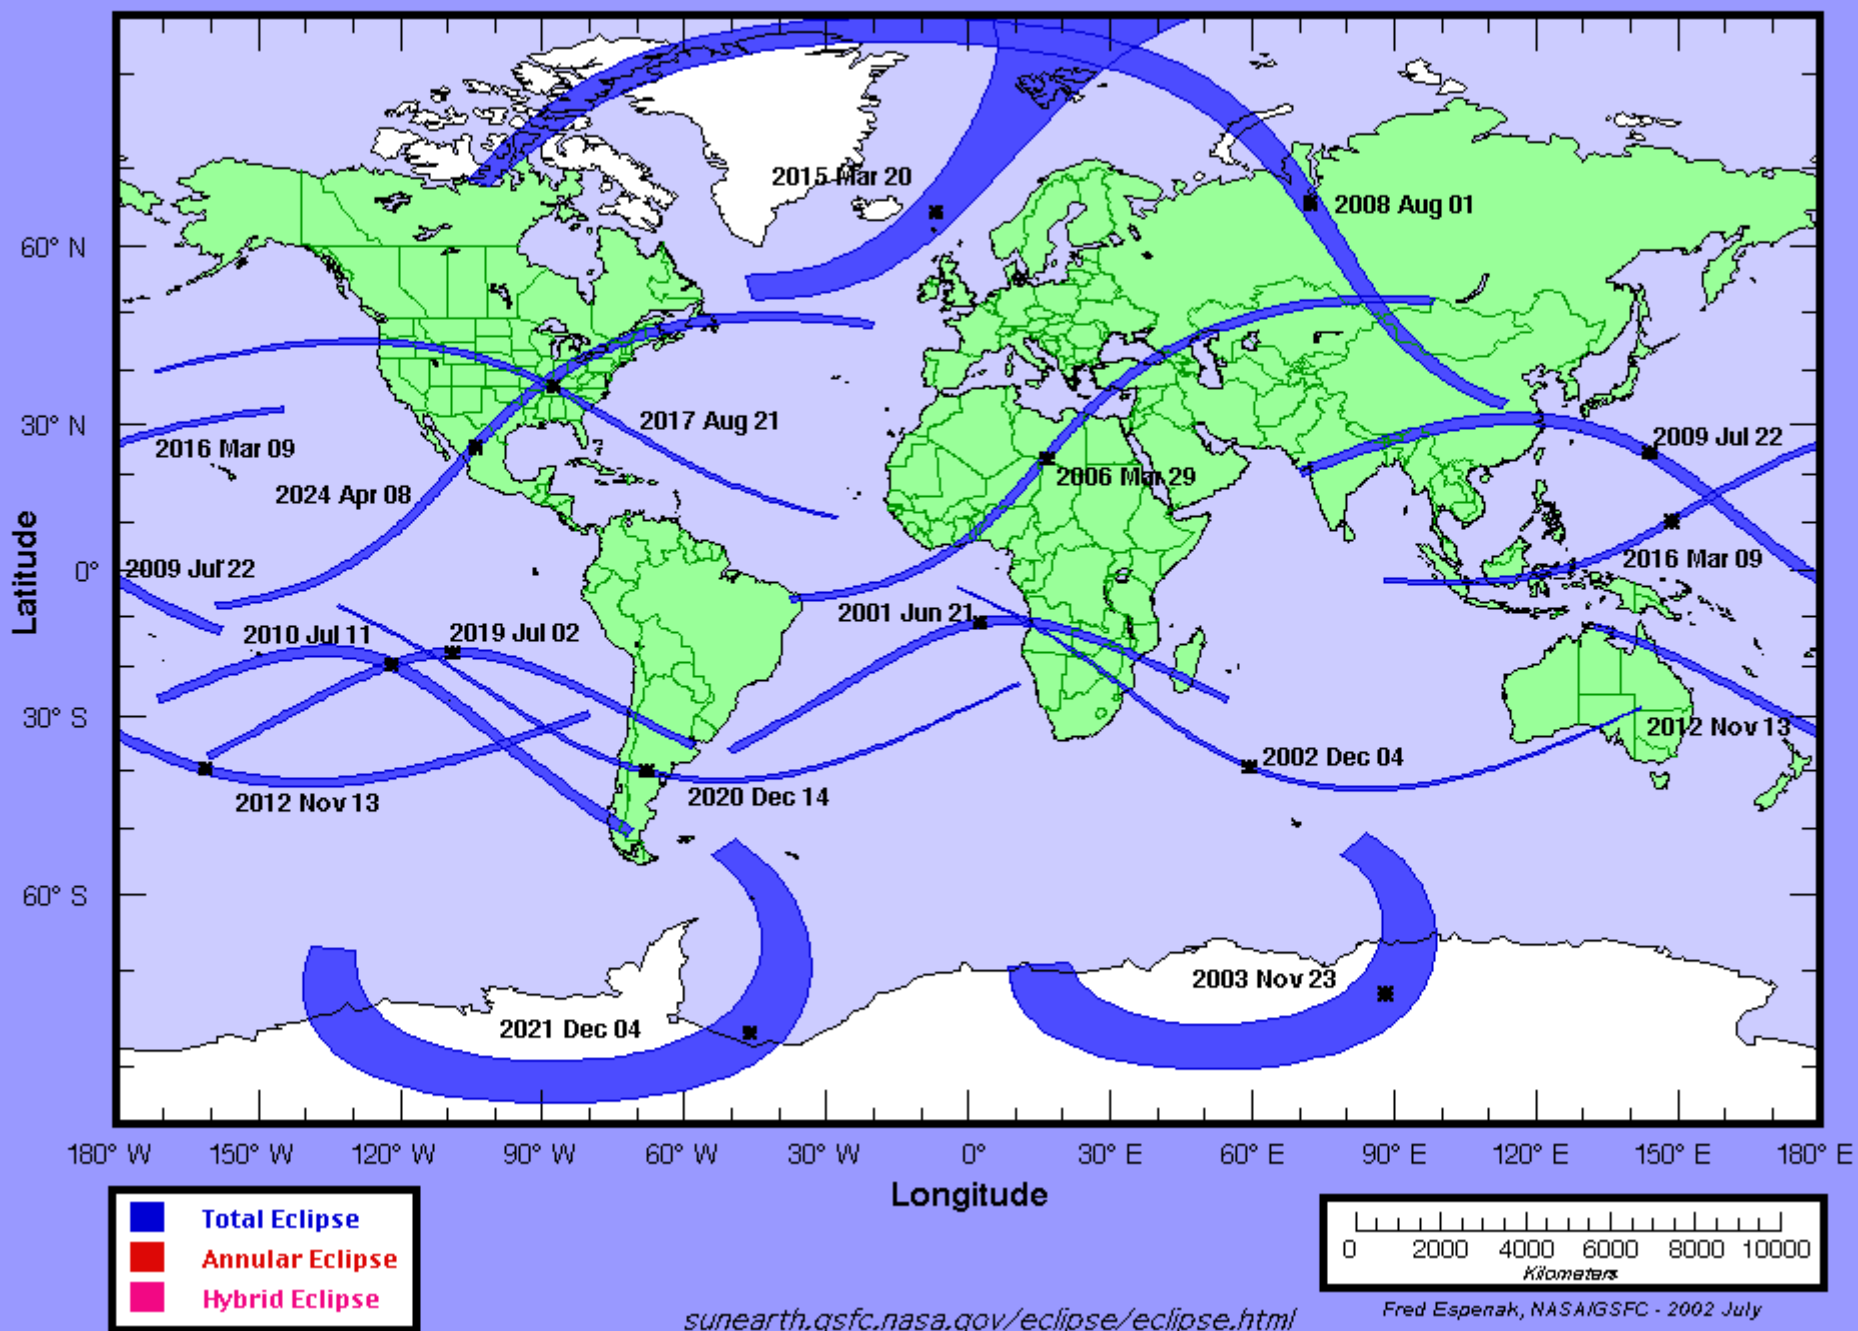 2015 Mar 20
2008 Aug 01
60° N
2017 Aug 21
30° N
2009 Jul 22
2016 Mar 09
2006 Mar 29
2024 Apr 08
2016 Mar 09
0°
2009 Jul 22
2001 Jun 21
2010 Jul 11
2019 Jul 02
Latitude
30° S
2012 Nov 13
2002 Dec 04
2020 Dec 14
2012 Nov 13
60° S
2003 Nov 23
2021 Dec 04
180° W 150° W 120° W 90° W 60° W 30° W 0° 30° E 60° E 90° E 120° E 150° E 180° E
Longitude
Total Eclipse
Annular Eclipse
Hybrid Eclipse
0 2000 4000 6000 8000 10000
Kilometers
sunearth.gsfc.nasa.gov/eclipse/eclipse.html
Fred Espenak, NASA/GSFC - 2002 July